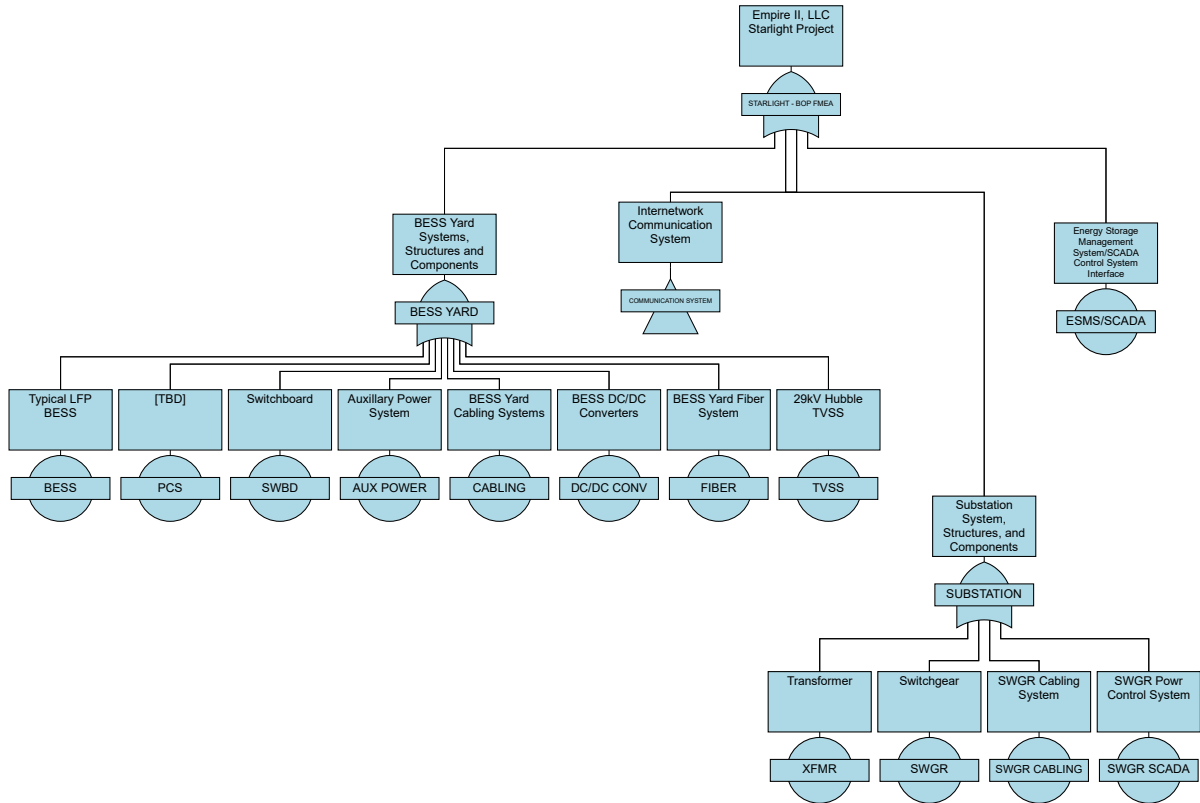 Empire II, LLC
Starlight Project
STARLIGHT - BOP FMEA
BESS Yard
Systems,
Structures and
Components
BESS YARD
Internetwork
Communication
System
COMMUNICATION SYSTEM
Energy Storage
Management
System/SCADA
Control System
Interface
ESMS/SCADA
Typical LFP
BESS
BESS
[TBD]
PCS
Switchboard
SWBD
Auxillary Power
System
AUX POWER
BESS Yard
Cabling Systems
CABLING
BESS DC/DC
Converters
DC/DC CONV
BESS Yard Fiber
System
FIBER
29kV Hubble
TVSS
TVSS
Substation
System,
Structures, and
Components
SUBSTATION
Transformer
XFMR
Switchgear
SWGR
SWGR Cabling
System
SWGR CABLING
SWGR Powr
Control System
SWGR SCADA